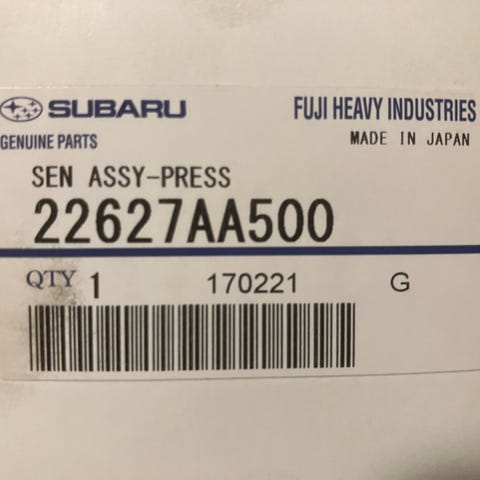 SUBARU FUJI HEAVY INDUSTRIES
GENUINE PARTS MADE IN JAPAN
SEN ASSY-PRESS
22627AA500
QTY 1 170221 G